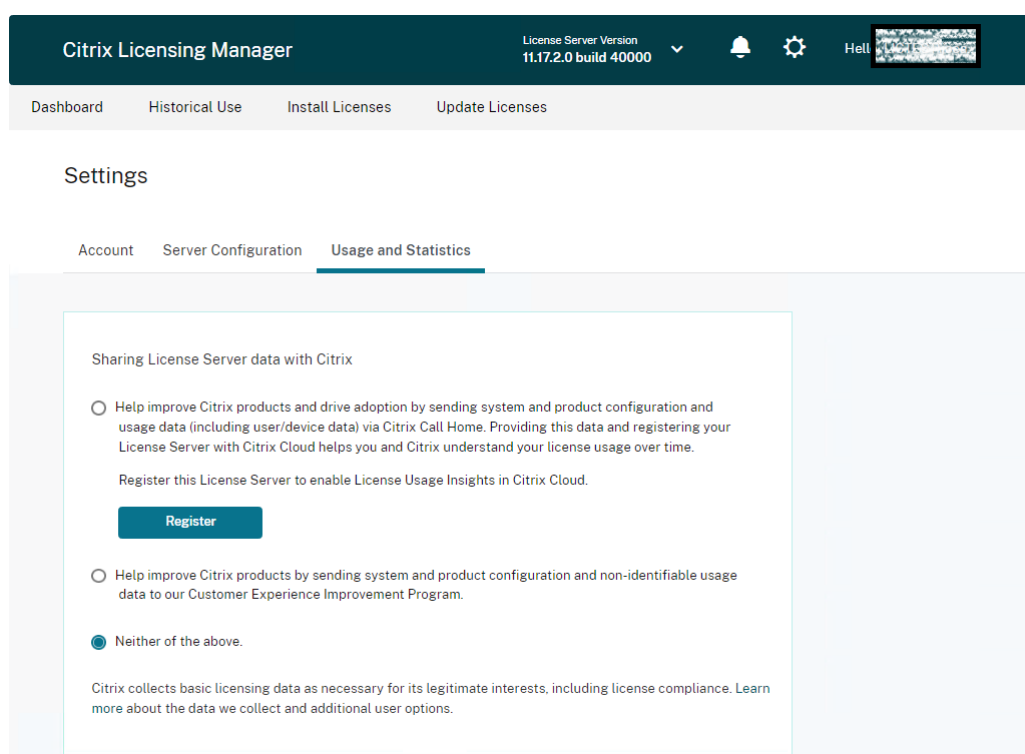 Citrix Licensing Manager
License Server Version
11.17.2.0 build 40000
Hell
Dashboard Historical Use Install Licenses Update Licenses
Settings
Account Server Configuration Usage and Statistics
Sharing License Server data with Citrix
Help improve Citrix products and drive adoption by sending system and product configuration and
usage data (including user/device data) via Citrix Call Home. Providing this data and registering your
License Server with Citrix Cloud helps you and Citrix understand your license usage over time.
Register this License Server to enable License Usage Insights in Citrix Cloud.
Register
Help improve Citrix products by sending system and product configuration and non-identifiable usage
data to our Customer Experience Improvement Program.
Neither of the above.
Citrix collects basic licensing data as necessary for its legitimate interests, including license compliance. Learn
more about the data we collect and additional user options.